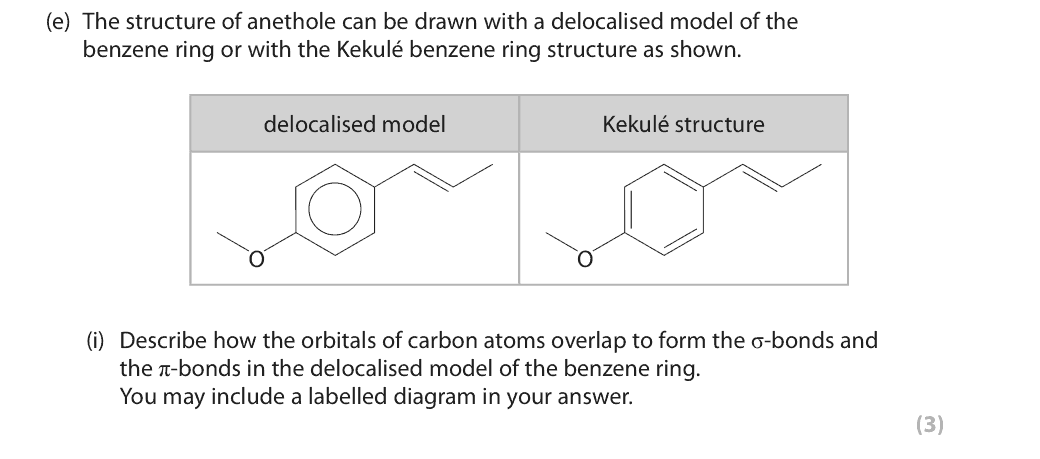 (e) The structure of anethole can be drawn with a delocalised model of the
benzene ring or with the Kekulé benzene ring structure as shown.
delocalised model
Kekulé structure
O
O
(i) Describe how the orbitals of carbon atoms overlap to form the σ-bonds and
the π-bonds in the delocalised model of the benzene ring.
You may include a labelled diagram in your answer.
(3)